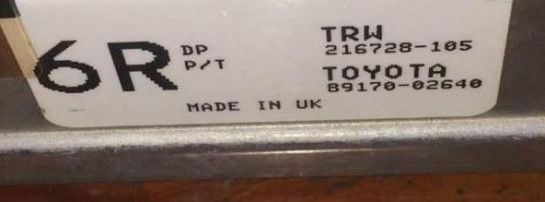 6R DP P/T
TRW
216728-105
TOYOTA
89170-02640
MADE IN UK